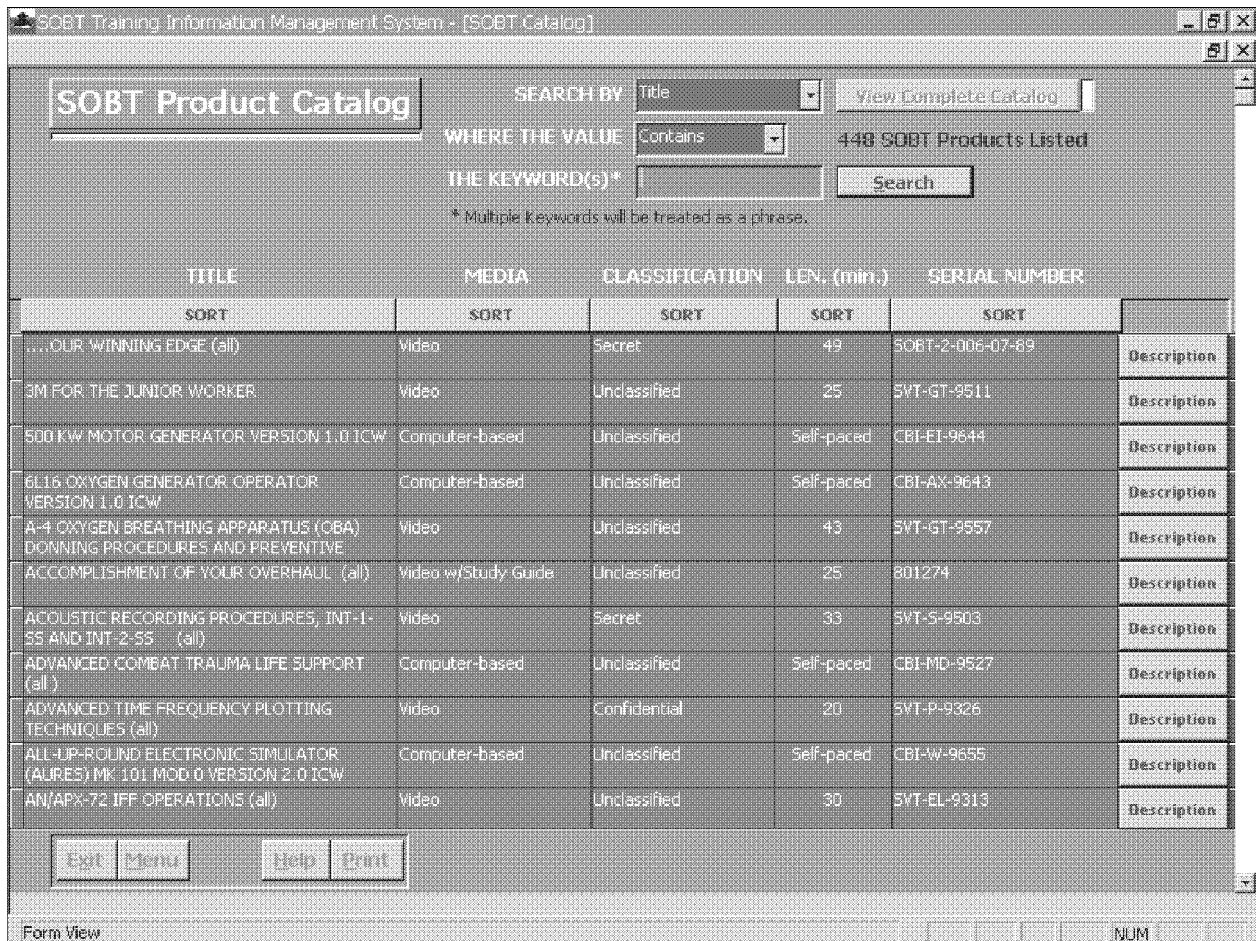 SOBT Training Information Management System - [SOBT Catalog]
SOBT Product Catalog
SEARCH BY Title View Complete Catalog
WHERE THE VALUE Contains 448 SOBT Products Listed
THE KEYWORD(s)* Search
* Multiple Keywords will be treated as a phrase.
TITLE MEDIA CLASSIFICATION LEN. (min.) SERIAL NUMBER
SORT SORT SORT SORT SORT
....OUR WINNING EDGE (all) Video Secret 49 SOBT-2-006-07-89 Description
3M FOR THE JUNIOR WORKER Video Unclassified 25 SVT-GT-9511 Description
500 KW MOTOR GENERATOR VERSION 1.0 ICW Computer-based Unclassified Self-paced CBI-EI-9644 Description
6L16 OXYGEN GENERATOR OPERATOR
VERSION 1.0 ICW Computer-based Unclassified Self-paced CBI-AX-9643 Description
A-4 OXYGEN BREATHING APPARATUS (OBA)
DONNING PROCEDURES AND PREVENTIVE Video Unclassified 43 SVT-GT-9557 Description
ACCOMPLISHMENT OF YOUR OVERHAUL (all) Video w/Study Guide Unclassified 25 801274 Description
ACOUSTIC RECORDING PROCEDURES, INT-1-
SS AND INT-2-SS (all) Video Secret 33 SVT-S-9503 Description
ADVANCED COMBAT TRAUMA LIFE SUPPORT
(all ) Computer-based Unclassified Self-paced CBI-MD-9527 Description
ADVANCED TIME FREQUENCY PLOTTING
TECHNIQUES (all) Video Confidential 20 SVT-P-9326 Description
ALL-UP-ROUND ELECTRONIC SIMULATOR
(AURES) MK 101 MOD 0 VERSION 2.0 ICW Computer-based Unclassified Self-paced CBI-W-9655 Description
AN/APX-72 IFF OPERATIONS (all) Video Unclassified 30 SVT-EL-9313 Description
Exit Menu Help Print
Form View NUM